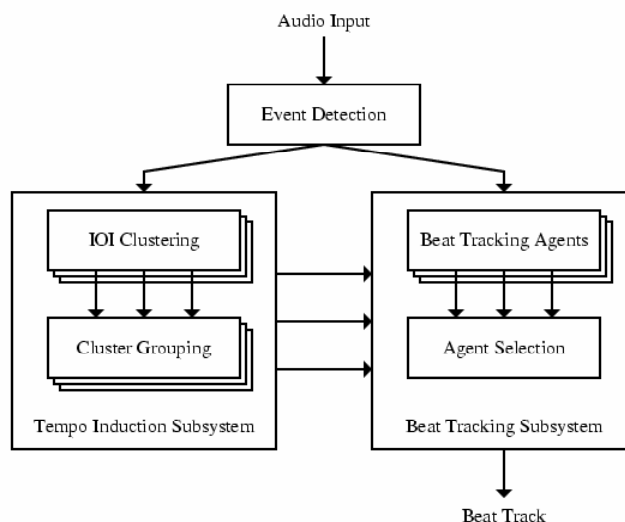 Audio Input
Event Detection
IOI Clustering
Cluster Grouping
Tempo Induction Subsystem
Beat Tracking Agents
Agent Selection
Beat Tracking Subsystem
Beat Track